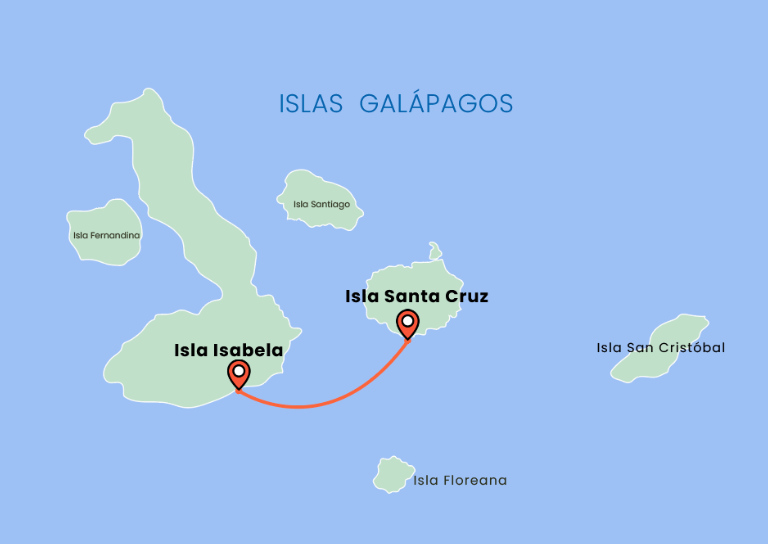 ISLAS GALÁPAGOS
Isla Santiago
Isla Fernandina
Isla Santa Cruz
Isla San Cristóbal
Isla Isabela
Isla Floreana